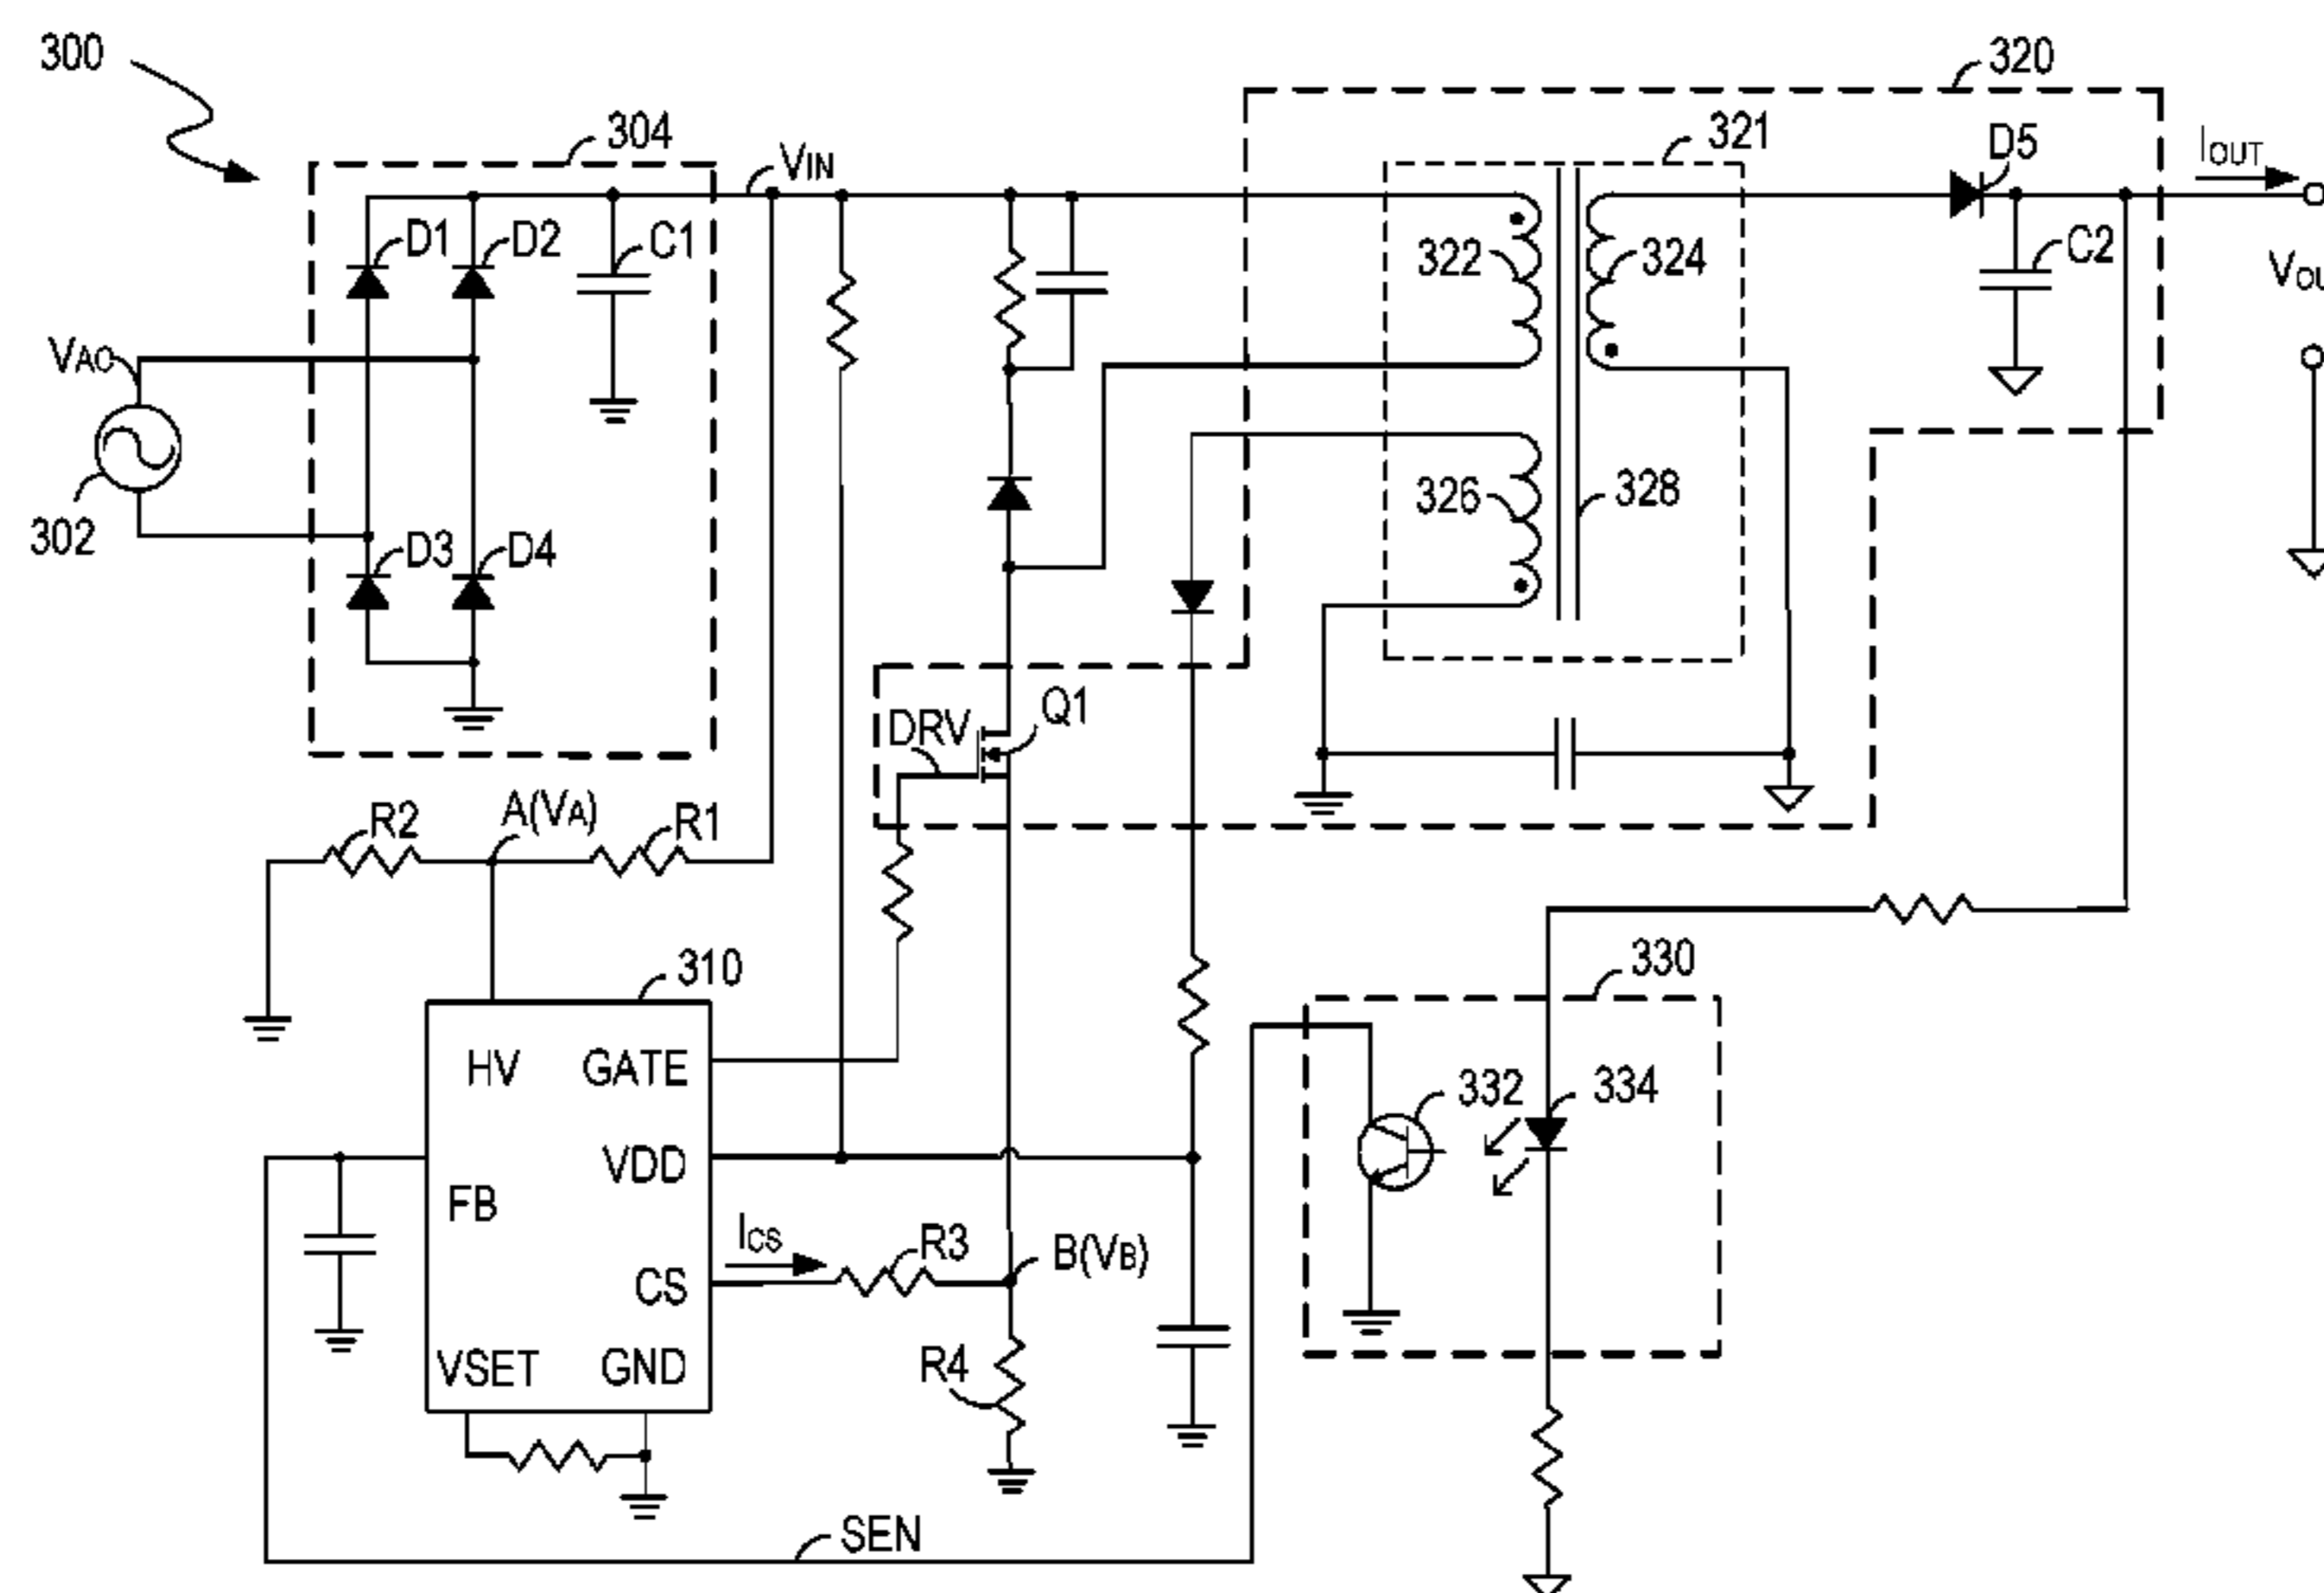 300
320
304
321
VIN
D5
IOUT
D1
D2
C1
322
324
C2
VAC
302
326
328
D3
D4
DRV
Q1
R2
A(VA)
R1
310
330
HV
GATE
332
334
VDD
FB
ICS
R3
B(VB)
CS
VSET
GND
R4
SEN